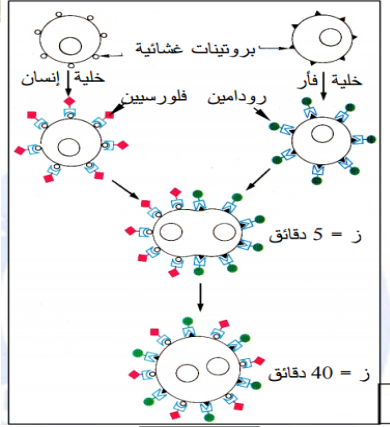 بروتينات غشائية
خلية فأر
خلية إنسان
رودامين
فلورسيين
ز = 5 دقائق
ز = 40 دقائق